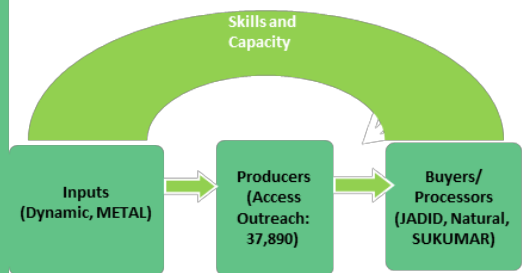 Skills and
Capacity
Inputs
(Dynamic, METAL)
Producers
(Access
Outreach:
37,890)
Buyers/
Processors
(JADID, Natural,
SUKUMAR)